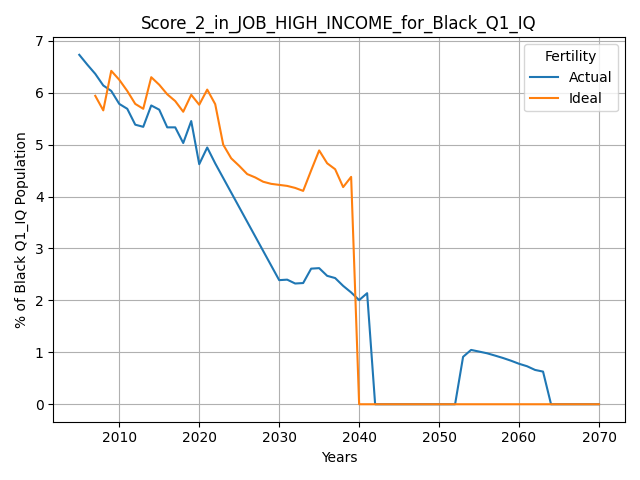 Score_2_in_JOB_HIGH_INCOME_for_Black_Q1_IQ
Fertility
Actual
Ideal
% of Black Q1_IQ Population
7
6
5
4
3
2
1
0
2010 2020 2030 2040 2050 2060 2070
Years